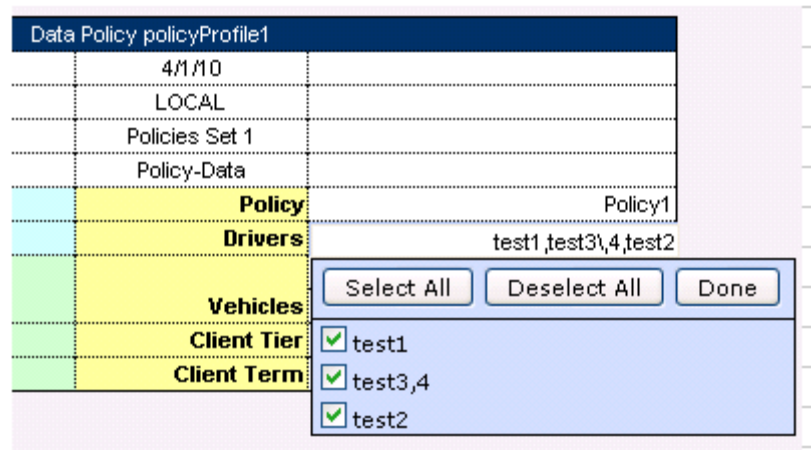 Data Policy policyProfile1
4/1/10
LOCAL
Policies Set 1
Policy-Data
Policy Policy1
Drivers test1,test3\,4,test2
Select All Deselect All Done
Vehicles
test1
Client Tier
test3,4
Client Term
test2